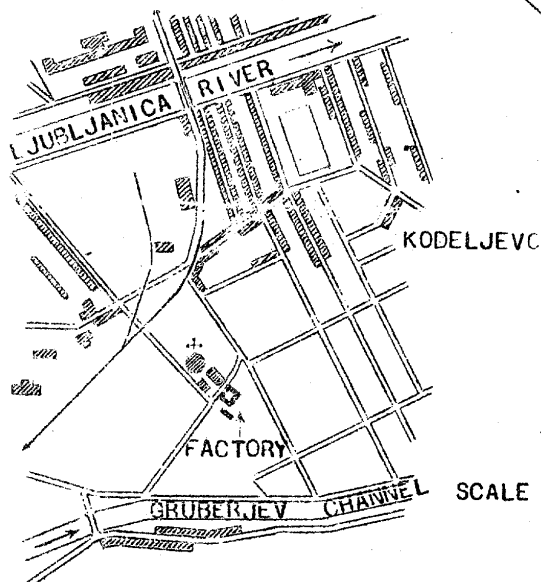 LJUBLJANICA RIVER
KODELJEVO
FACTORY
GRUBERJEV CHANNEL
SCALE